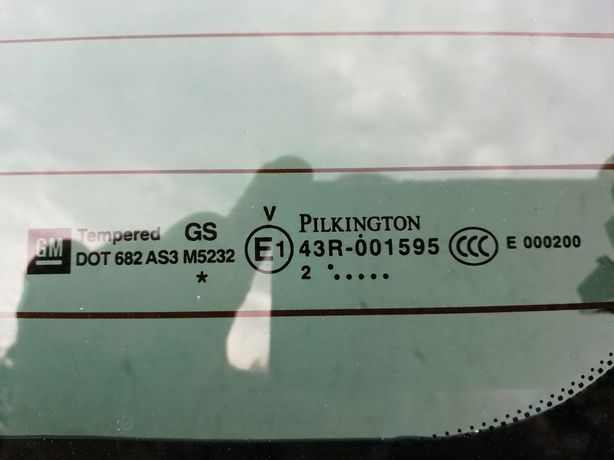 GM
Tempered GS
DOT 682 AS3 M5232
*
V
E1
PILKINGTON
43R-001595
2 ......
CCC
E 000200